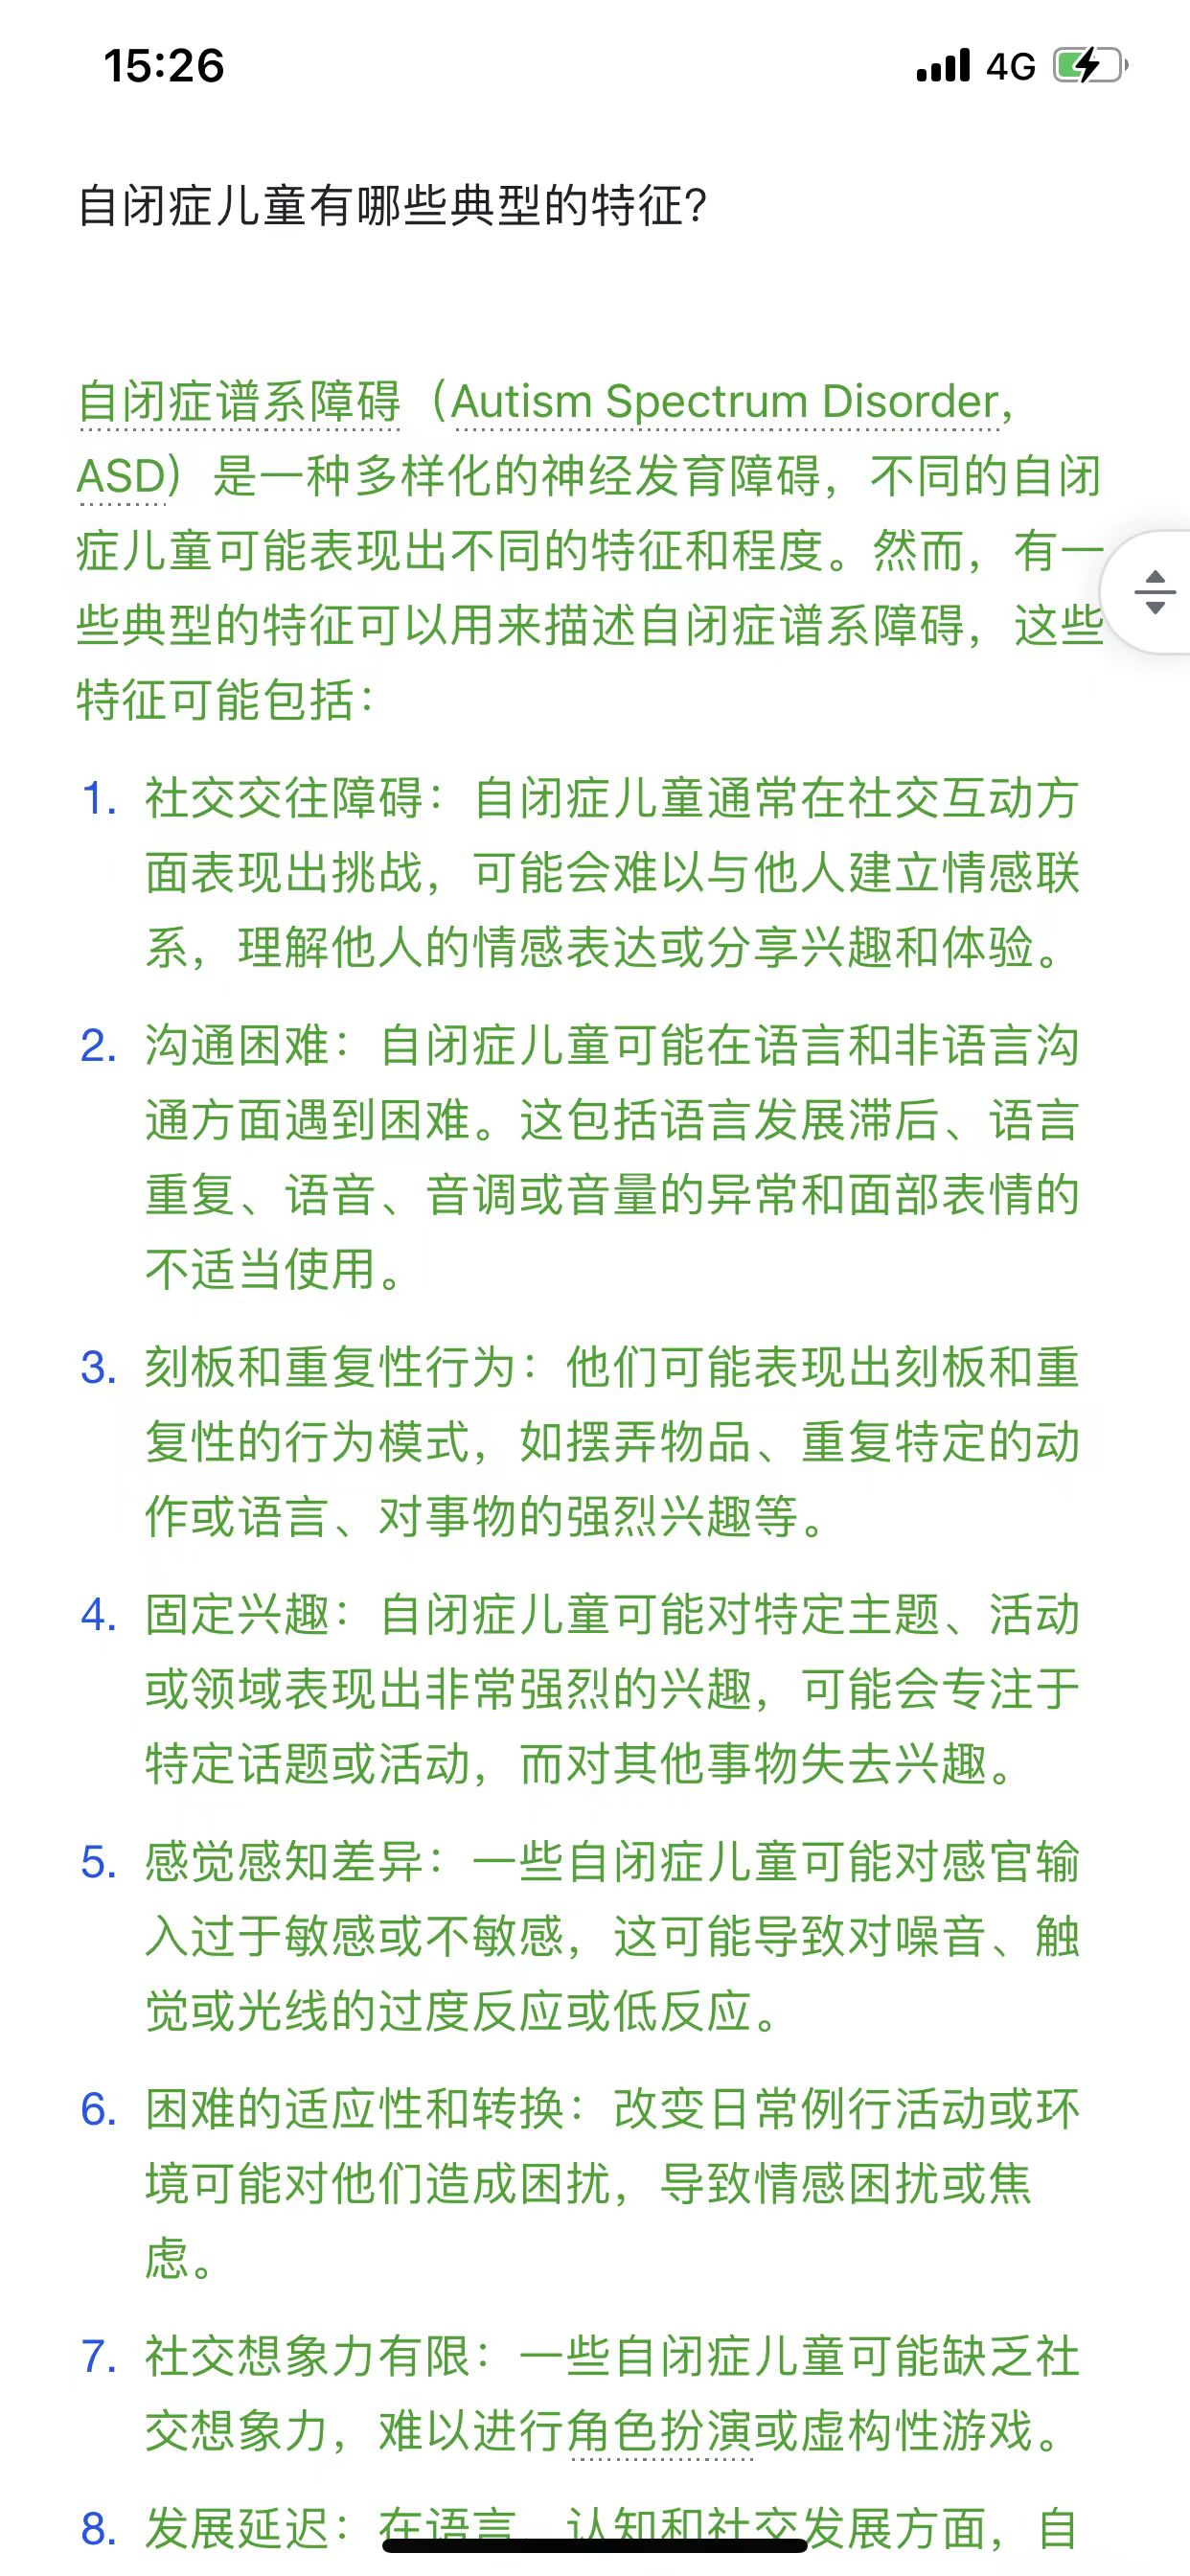 15:26
4G
自闭症儿童有哪些典型的特征?
自闭症谱系障碍（Autism Spectrum Disorder,
ASD）是一种多样化的神经发育障碍，不同的自闭
症儿童可能表现出不同的特征和程度。然而，有一
些典型的特征可以用来描述自闭症谱系障碍，这些
特征可能包括：
1. 社交交往障碍：自闭症儿童通常在社交互动方
面表现出挑战，可能会难以与他人建立情感联
系，理解他人的情感表达或分享兴趣和体验。
2. 沟通困难：自闭症儿童可能在语言和非语言沟
通方面遇到困难。这包括语言发展滞后、语言
重复、语音、音调或音量的异常和面部表情的
不适当使用。
3. 刻板和重复性行为：他们可能表现出刻板和重
复性的行为模式，如摆弄物品、重复特定的动
作或语言、对事物的强烈兴趣等。
4. 固定兴趣：自闭症儿童可能对特定主题、活动
或领域表现出非常强烈的兴趣，可能会专注于
特定话题或活动，而对其他事物失去兴趣。
5. 感觉感知差异：一些自闭症儿童可能对感官输
入过于敏感或不敏感，这可能导致对噪音、触
觉或光线的过度反应或低反应。
6. 困难的适应性和转换：改变日常例行活动或环
境可能对他们造成困扰，导致情感困扰或焦
虑。
7. 社交想象力有限：一些自闭症儿童可能缺乏社
交想象力，难以进行角色扮演或虚构性游戏。
8. 发展延迟：在语言、认知和社交发展方面，自